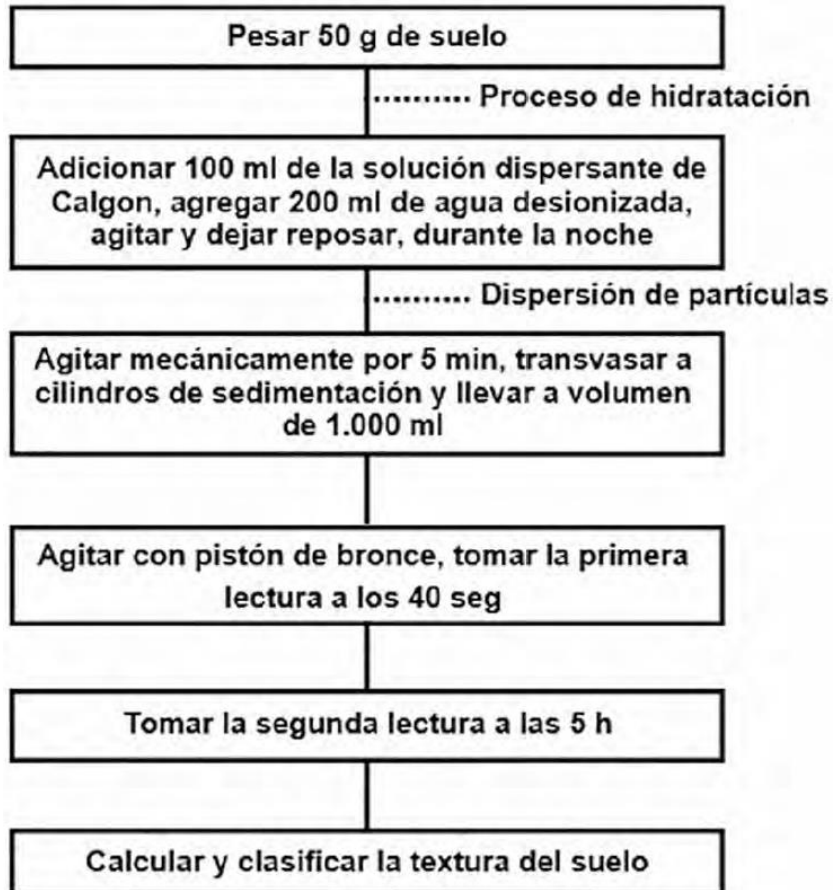 Pesar 50 g de suelo
.......... Proceso de hidratación
Adicionar 100 ml de la solución dispersante de
Calgon, agregar 200 ml de agua desionizada,
agitar y dejar reposar, durante la noche
.......... Dispersión de partículas
Agitar mecánicamente por 5 min, transvasar a
cilindros de sedimentación y llevar a volumen
de 1.000 ml
Agitar con pistón de bronce, tomar la primera
lectura a los 40 seg
Tomar la segunda lectura a las 5 h
Calcular y clasificar la textura del suelo